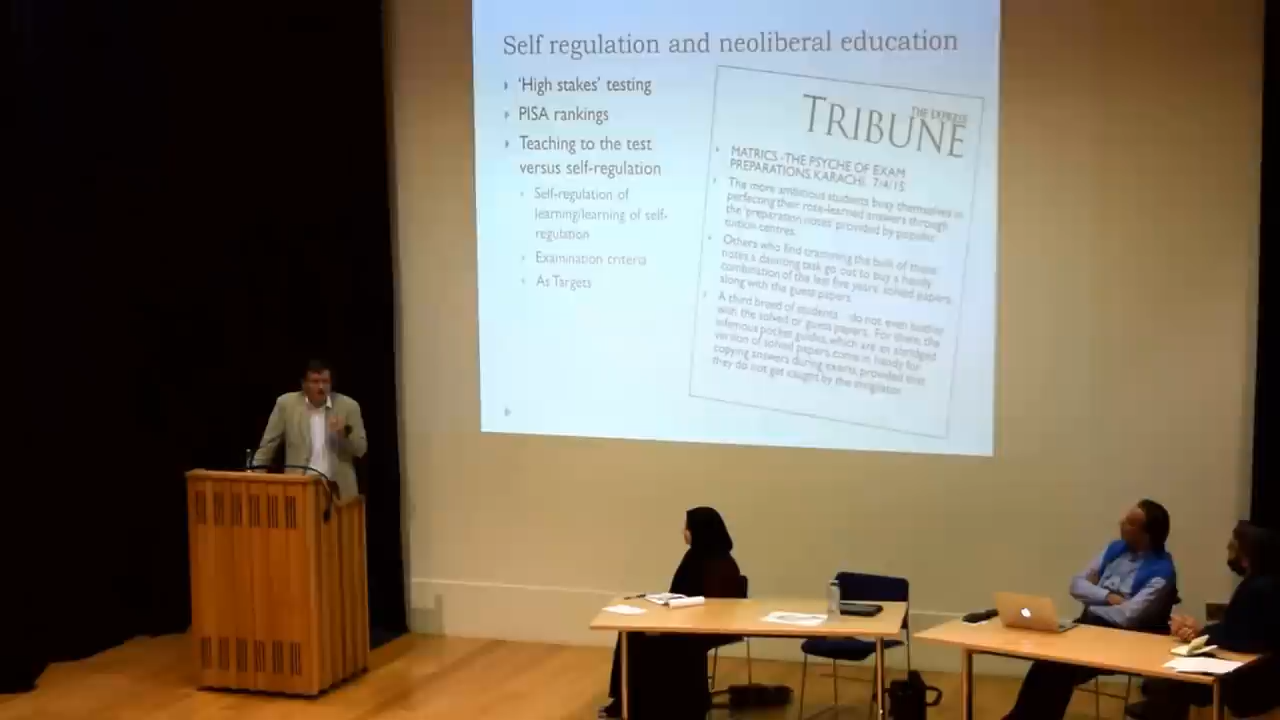 Self regulation and neoliberal education
‘High stakes’ testing
PISA rankings
Teaching to the test
versus self-regulation
Self-regulation of
learning/learning of self-
regulation
Examination criteria
As Targets
THE EXPRESS
TRIBUNE
MATRICS - THE PSYCHE OF EXAM
PREPARATIONS. KARACHI. 7/4/15
The more ambitious students busy themselves in
perfecting their rote-learned answers through
the preparation notes provided by popular
tuition centres.
Others who find cramming the bulk of these
notes a daunting task go out to buy a handy
combination of the last five years' solved papers,
along with the guess papers.
A third breed of students do not even bother
with the solved or guess papers. For them, the
infamous pocket guides, which are an abridged
version of solved papers, come in handy for
copying answers during exams, provided that
they do not get caught by the invigilator.